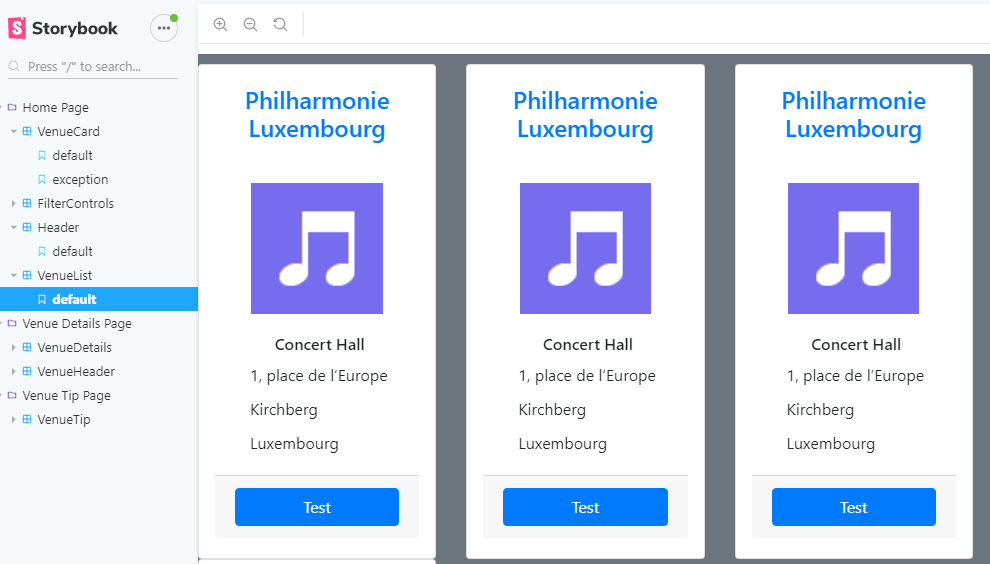 Storybook
Press "/" to search...
Home Page
VenueCard
default
exception
FilterControls
Header
default
VenueList
default
Venue Details Page
VenueDetails
VenueHeader
Venue Tip Page
VenueTip
Philharmonie
Luxembourg
Concert Hall
1, place de l’Europe
Kirchberg
Luxembourg
Test
Philharmonie
Luxembourg
Concert Hall
1, place de l’Europe
Kirchberg
Luxembourg
Test
Philharmonie
Luxembourg
Concert Hall
1, place de l’Europe
Kirchberg
Luxembourg
Test